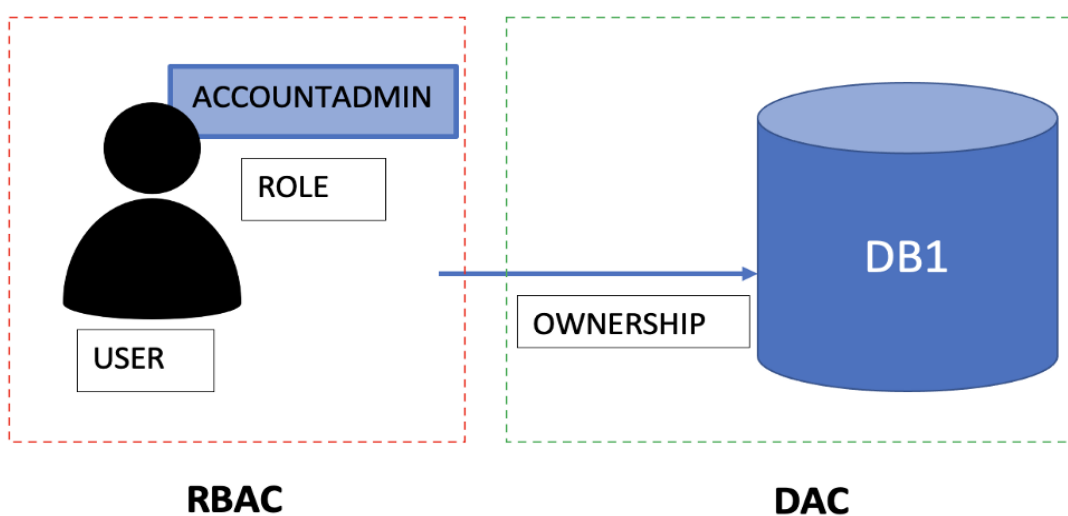 ACCOUNTADMIN
ROLE
USER
OWNERSHIP
DB1
RBAC
DAC